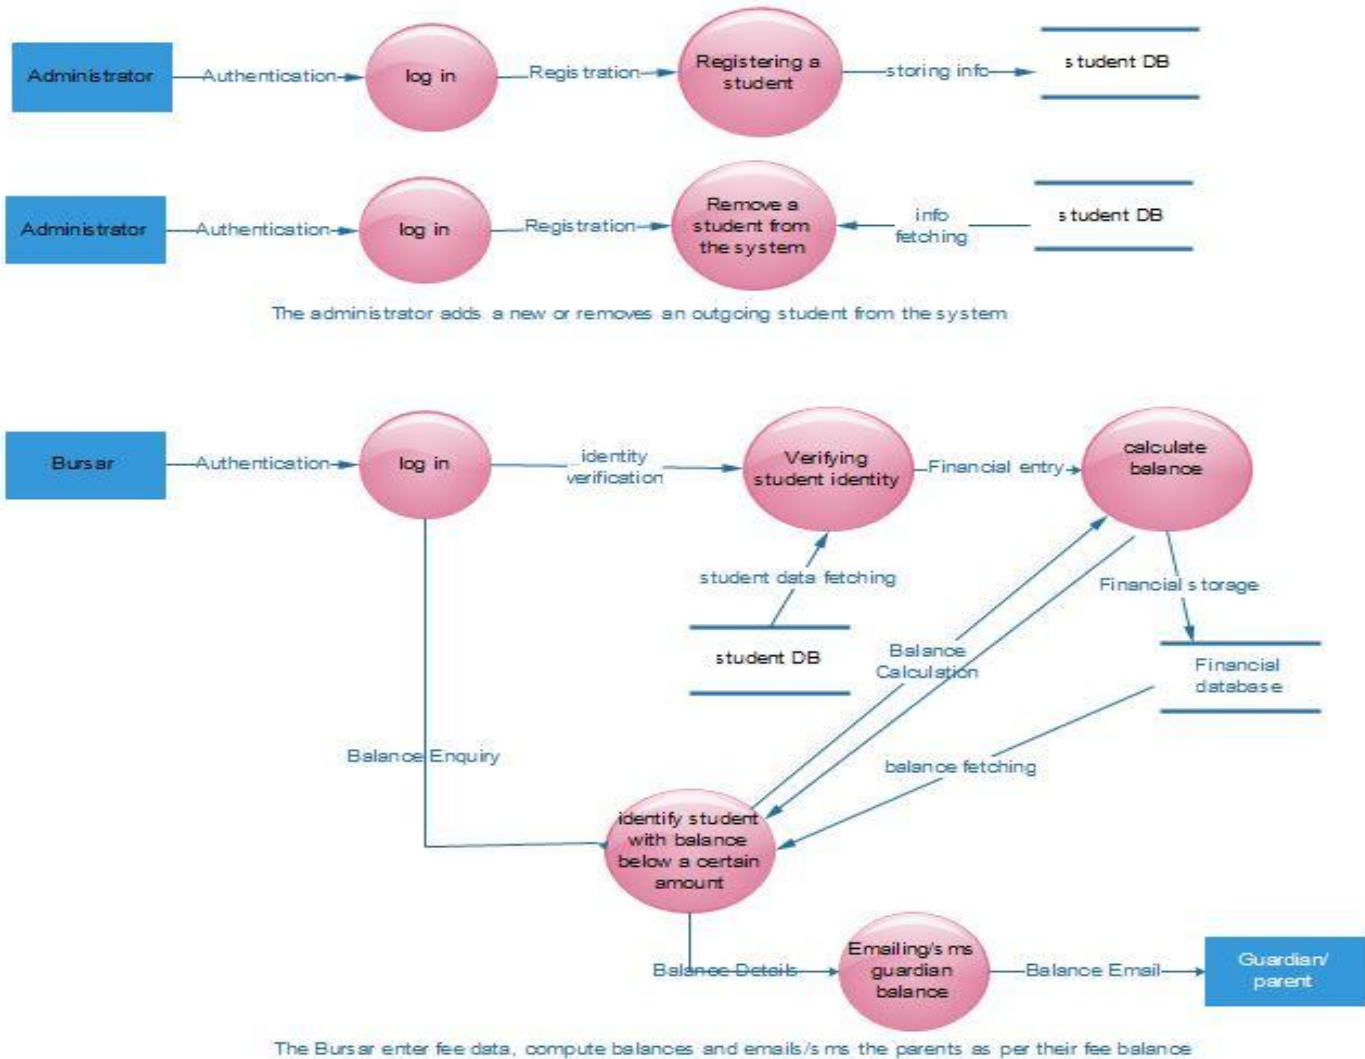 Administrator
Authentication
log in
Registration
Registering a
student
storing info
student DB
Administrator
Authentication
log in
Registration
Remove a
student from
the system
info
fetching
student DB
The administrator adds a new or removes an outgoing student from the system
Bursar
Authentication
log in
identity
verification
Verifying
student identity
Financial entry
calculate
balance
student data fetching
Financial storage
student DB
Balance
Calculation
Financial
database
Balance Enquiry
balance fetching
identify student
with balance
below a certain
amount
Balance Details
Emailing/sms
guardian
balance
Balance Email
Guardian/
parent
The Bursar enter fee data, compute balances and emails/sms the parents as per their fee balance